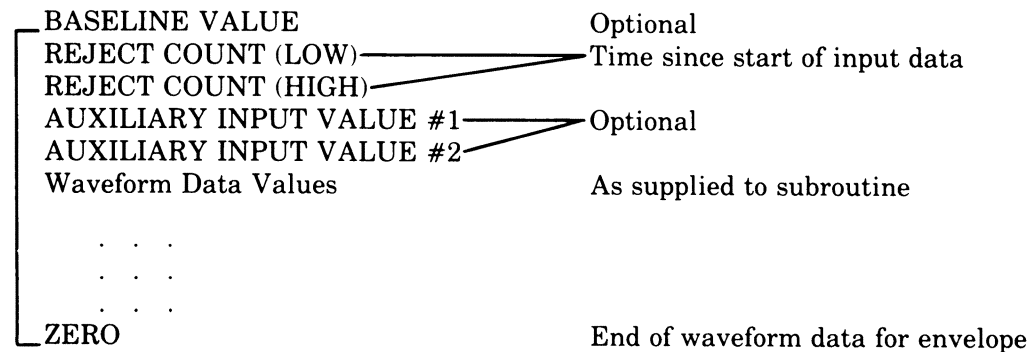 BASELINE VALUE Optional
REJECT COUNT (LOW) Time since start of input data
REJECT COUNT (HIGH)
AUXILIARY INPUT VALUE #1 Optional
AUXILIARY INPUT VALUE #2
Waveform Data Values As supplied to subroutine
. . .
. . .
. . .
ZERO End of waveform data for envelope